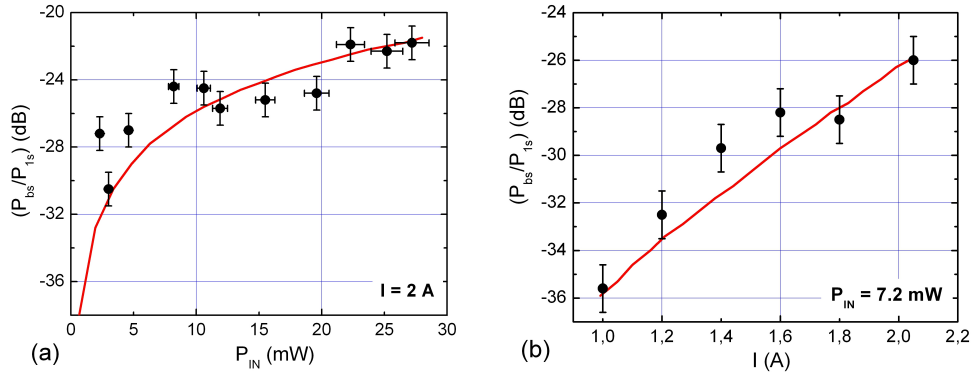 -20
-24
-28
-32
-36
(P_bs/P_1s) (dB)
0 5 10 15 20 25 30
P_IN (mW)
I = 2 A
(a)
-24
-26
-28
-30
-32
-34
-36
(P_bs/P_1s) (dB)
1,0 1,2 1,4 1,6 1,8 2,0 2,2
I (A)
P_IN = 7.2 mW
(b)